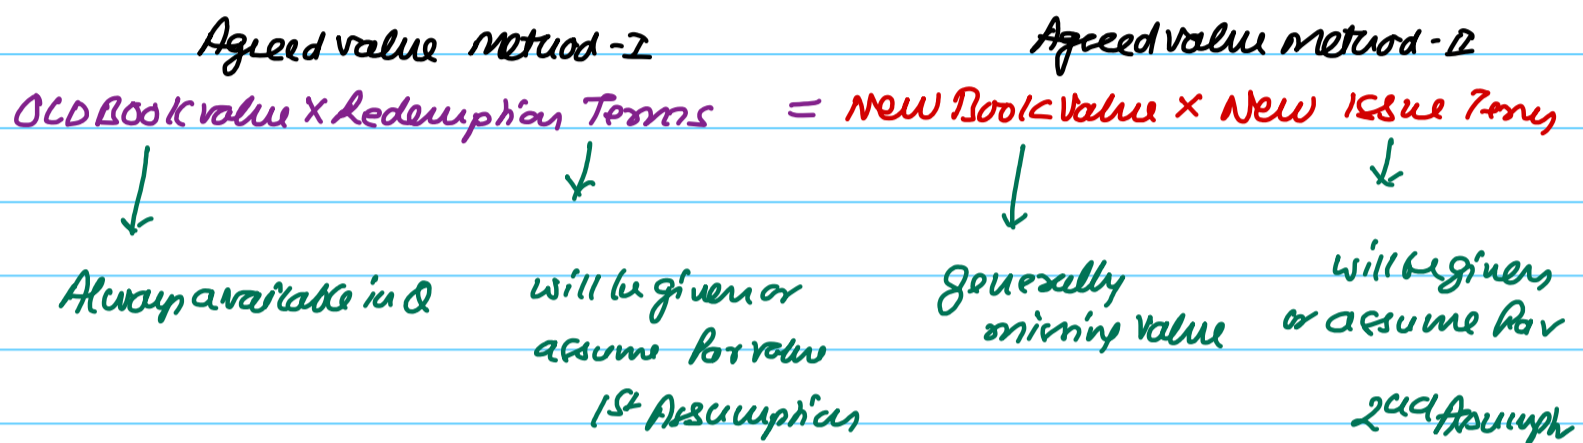 Agreed value Method-I Agreed value Method-II
OLD Book value X Redemption Terms = New Book Value X New Issue Terms
Always available in Q will be given or generally will be given
assume Par value missing value or assume Par
1st Assumption 2nd Assumph